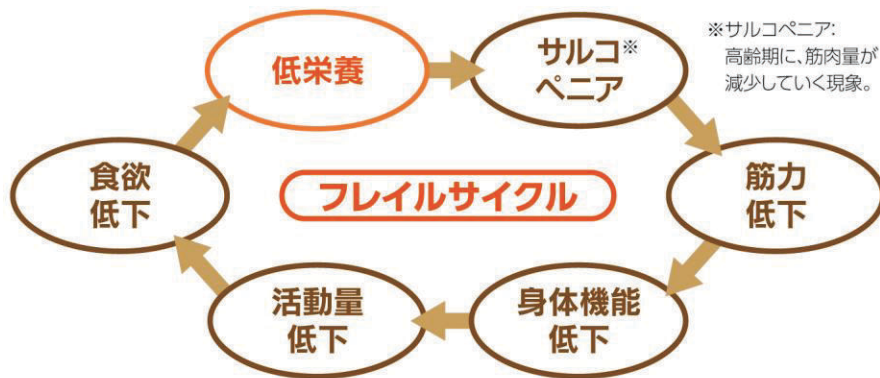 低栄養
サルコ※
ペニア
※サルコペニア:
高齢期に、筋肉量が
減少していく現象。
食欲
低下
フレイルサイクル
筋力
低下
活動量
低下
身体機能
低下